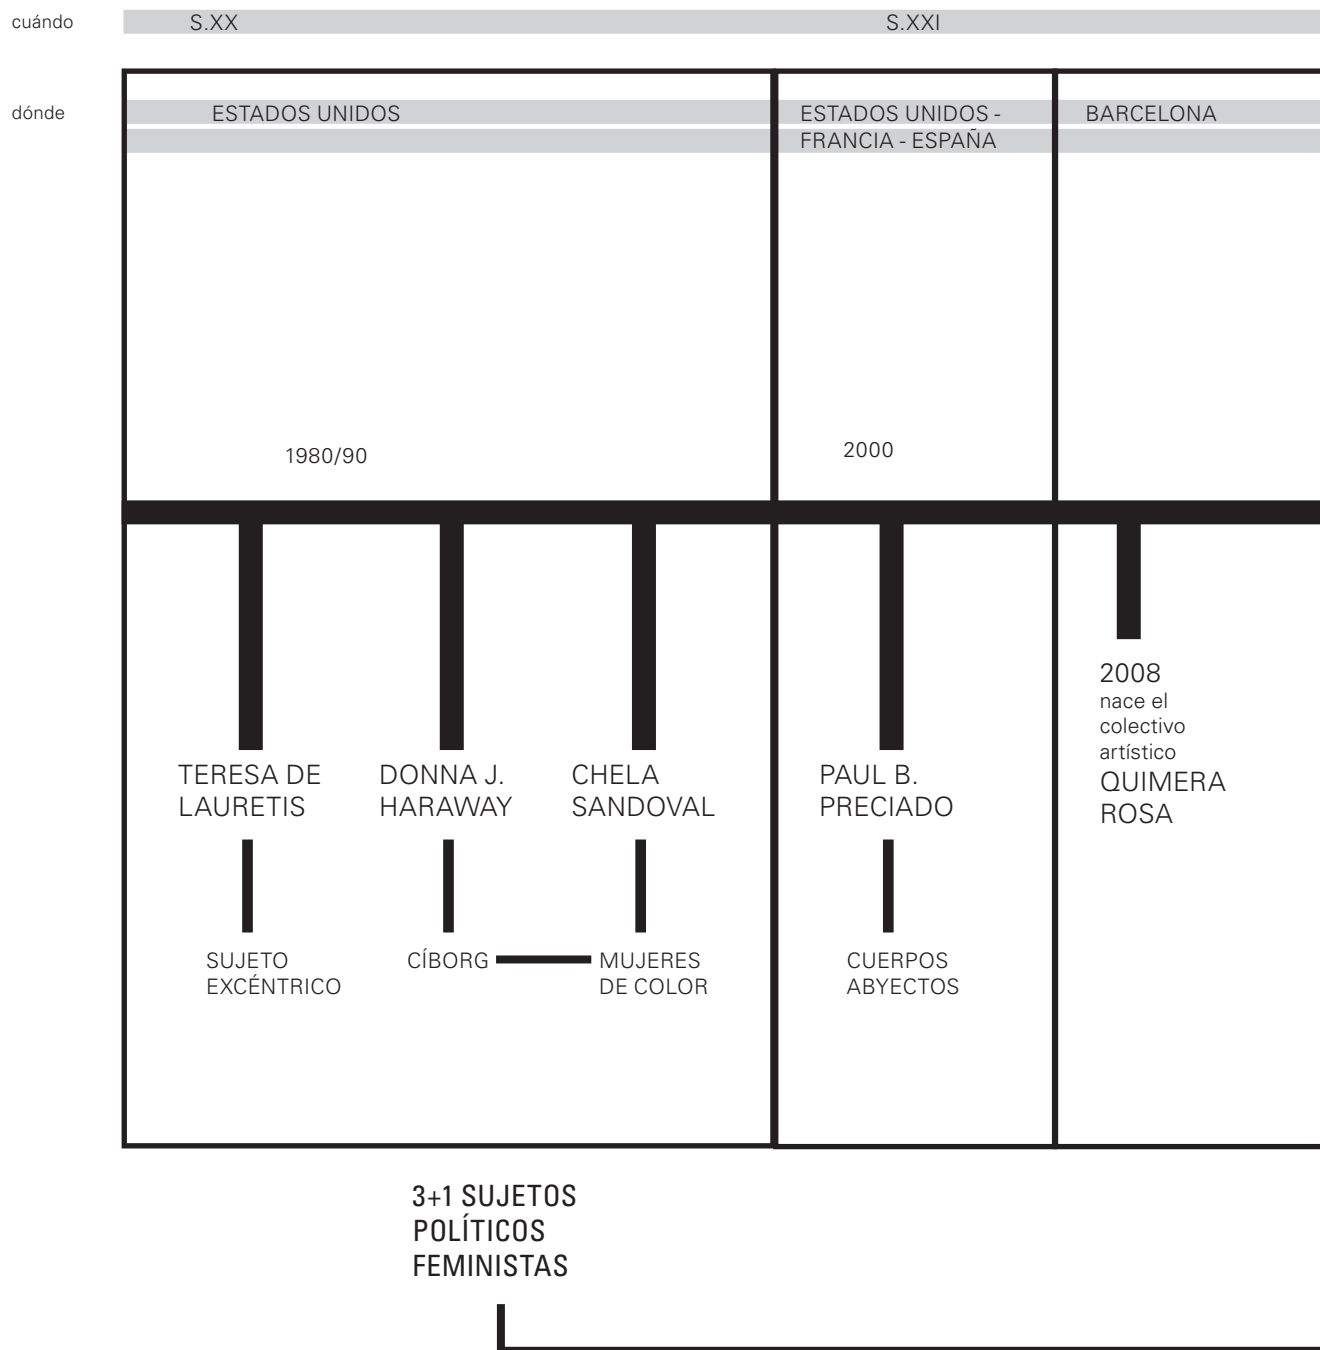 cuándo
S.XX
S.XXI
dónde
ESTADOS UNIDOS
ESTADOS UNIDOS -
FRANCIA - ESPAÑA
BARCELONA
1980/90
2000
TERESA DE
LAURETIS
DONNA J.
HARAWAY
CHELA
SANDOVAL
PAUL B.
PRECIADO
2008
nace el
colectivo
artístico
QUIMERA
ROSA
SUJETO
EXCÉNTRICO
CÍBORG
MUJERES
DE COLOR
CUERPOS
ABYECTOS
3+1 SUJETOS
POLÍTICOS
FEMINISTAS